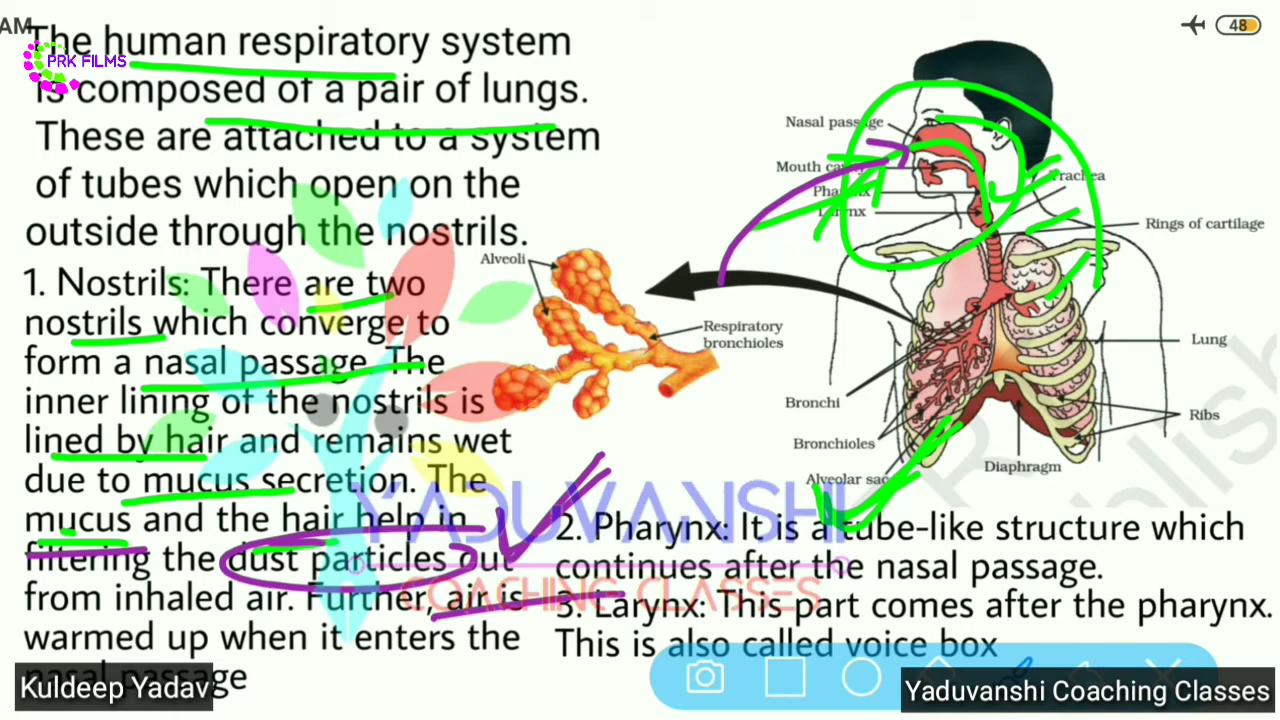 AM
48
PRK FILMS
The human respiratory system
is composed of a pair of lungs.
These are attached to a system
of tubes which open on the
outside through the nostrils.
1. Nostrils: There are two
nostrils which converge to
form a nasal passage. The
inner lining of the nostrils is
lined by hair and remains wet
due to mucus secretion. The
mucus and the hair help in
filtering the dust particles out
from inhaled air. Further, air is
warmed up when it enters the
nasal passage
Alveoli
Respiratory
bronchioles
Nasal passage
Mouth cavity
Pharynx
Larynx
Trachea
Rings of cartilage
Lung
Ribs
Bronchi
Bronchioles
Alveolar sac
Diaphragm
YADUVANSHI
COACHING CLASSES
2. Pharynx: It is a tube-like structure which
continues after the nasal passage.
3. Larynx: This part comes after the pharynx.
This is also called voice box
Kuldeep Yadav
Yaduvanshi Coaching Classes